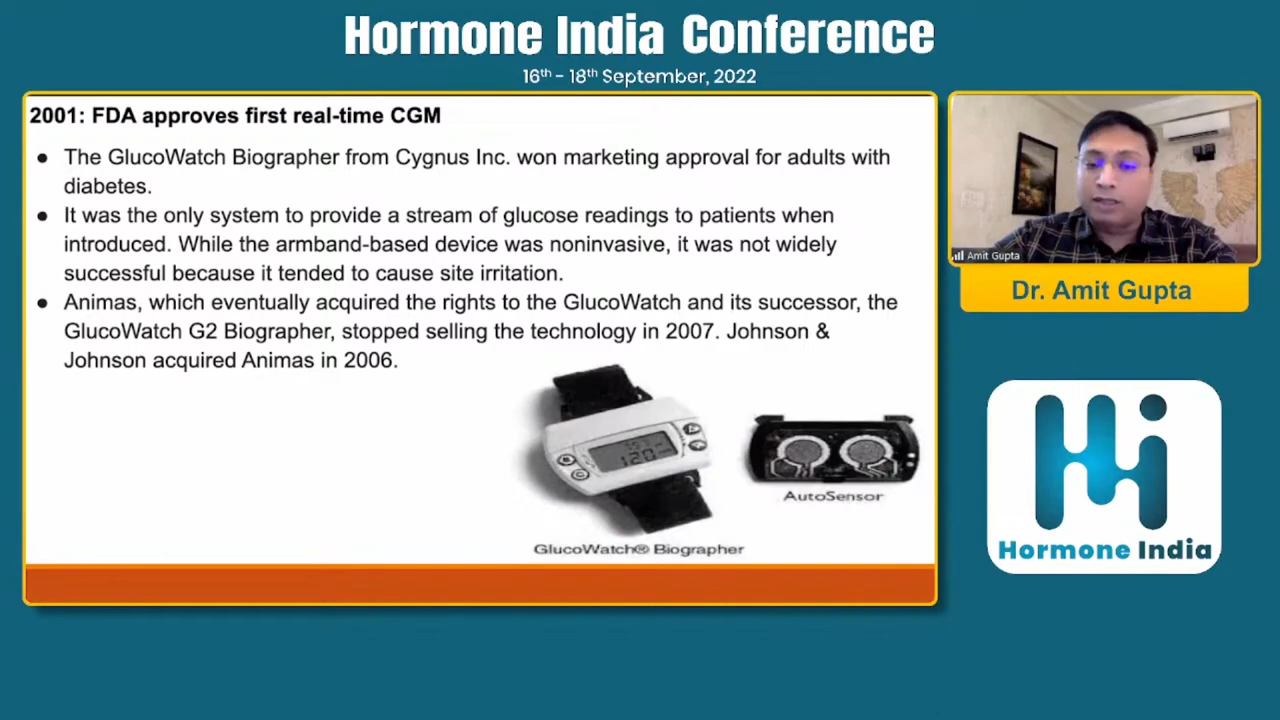 Hormone India Conference
16th - 18th September, 2022
2001: FDA approves first real-time CGM
● The GlucoWatch Biographer from Cygnus Inc. won marketing approval for adults with
diabetes.
● It was the only system to provide a stream of glucose readings to patients when
introduced. While the armband-based device was noninvasive, it was not widely
successful because it tended to cause site irritation.
● Animas, which eventually acquired the rights to the GlucoWatch and its successor, the
GlucoWatch G2 Biographer, stopped selling the technology in 2007. Johnson &
Johnson acquired Animas in 2006.
120
AutoSensor
GlucoWatch® Biographer
Amit Gupta
Dr. Amit Gupta
Hi
Hormone India